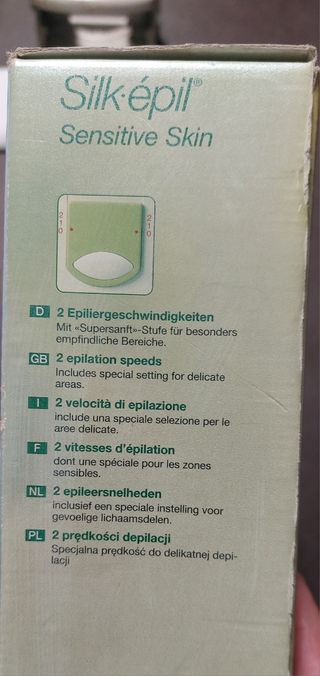 Silk·épil®
Sensitive Skin
2 2
1 1
0 0
D 2 Epiliergeschwindigkeiten
Mit «Supersanft»-Stufe für besonders
empfindliche Bereiche.
GB 2 epilation speeds
Includes special setting for delicate
areas.
I 2 velocità di epilazione
include una speciale selezione per le
aree delicate.
F 2 vitesses d'épilation
dont une spéciale pour les zones
sensibles.
NL 2 epileersnelheden
inclusief een speciale instelling voor
gevoelige lichaamsdelen.
PL 2 prędkości depilacji
Specjalna prędkość do delikatnej depi-
lacji